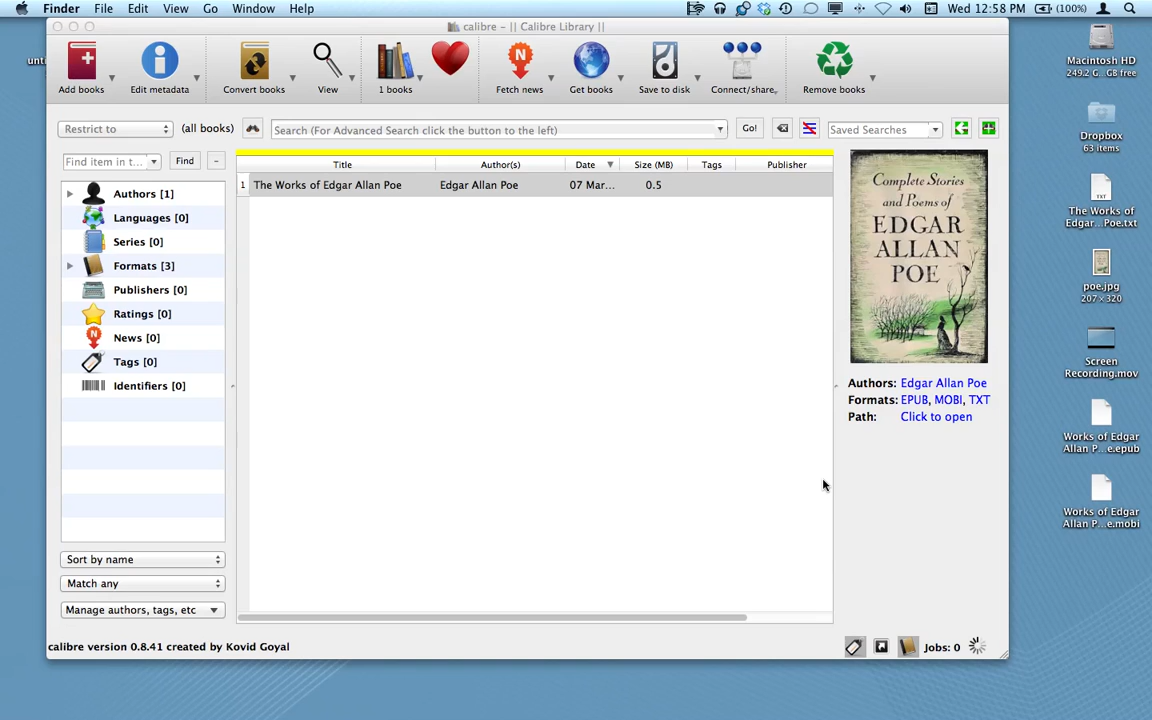 Finder File Edit View Go Window Help Wed 12:58 PM (100%)
calibre - || Calibre Library ||
Add books Edit metadata Convert books View 1 books Fetch news Get books Save to disk Connect/share Remove books
Restrict to (all books) Search (For Advanced Search click the button to the left) Go! Saved Searches
Find item in t... Find -
Title Author(s) Date Size (MB) Tags Publisher
1 The Works of Edgar Allan Poe Edgar Allan Poe 07 Mar... 0.5
Authors [1]
Languages [0]
Series [0]
Formats [3]
Publishers [0]
Ratings [0]
News [0]
Tags [0]
Identifiers [0]
Sort by name
Match any
Manage authors, tags, etc
Complete Stories
and Poems of
EDGAR
ALLAN
POE
Authors: Edgar Allan Poe
Formats: EPUB, MOBI, TXT
Path: Click to open
calibre version 0.8.41 created by Kovid Goyal
Jobs: 0
unti
Macintosh HD
249.2 G...GB free
Dropbox
63 items
TXT
The Works of
Edgar...Poe.txt
poe.jpg
207×320
Screen
Recording.mov
Works of Edgar
Allan P...e.epub
Works of Edgar
Allan P...e.mobi